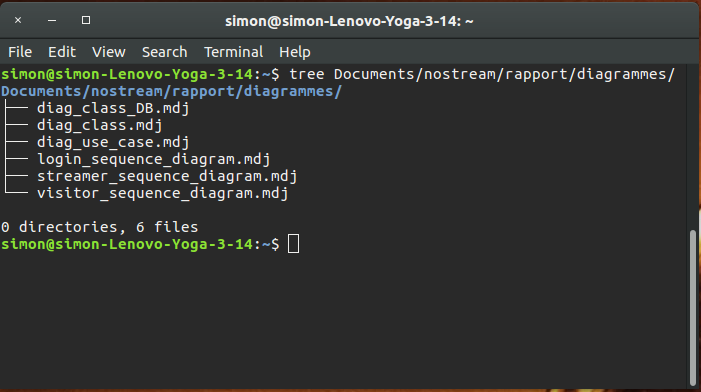 simon@simon-Lenovo-Yoga-3-14: ~
File Edit View Search Terminal Help
simon@simon-Lenovo-Yoga-3-14:~$ tree Documents/nostream/rapport/diagrammes/
Documents/nostream/rapport/diagrammes/
├── diag_class_DB.mdj
├── diag_class.mdj
├── diag_use_case.mdj
├── login_sequence_diagram.mdj
├── streamer_sequence_diagram.mdj
└── visitor_sequence_diagram.mdj
0 directories, 6 files
simon@simon-Lenovo-Yoga-3-14:~$